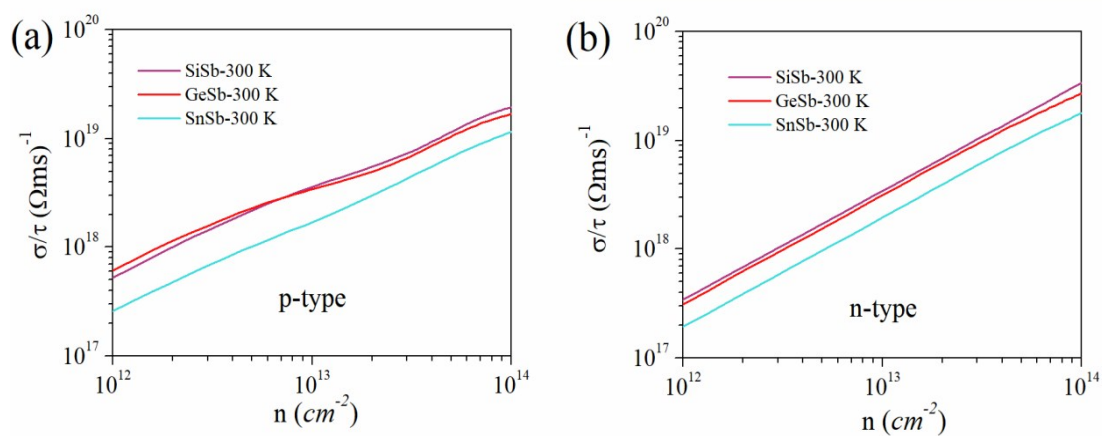 (a)
10^20
10^19
10^18
10^17
σ/τ (Ωms)^-1
SiSb-300 K
GeSb-300 K
SnSb-300 K
p-type
10^12
10^13
10^14
n (cm^-2)
(b)
10^20
10^19
10^18
10^17
σ/τ (Ωms)^-1
SiSb-300 K
GeSb-300 K
SnSb-300 K
n-type
10^12
10^13
10^14
n (cm^-2)